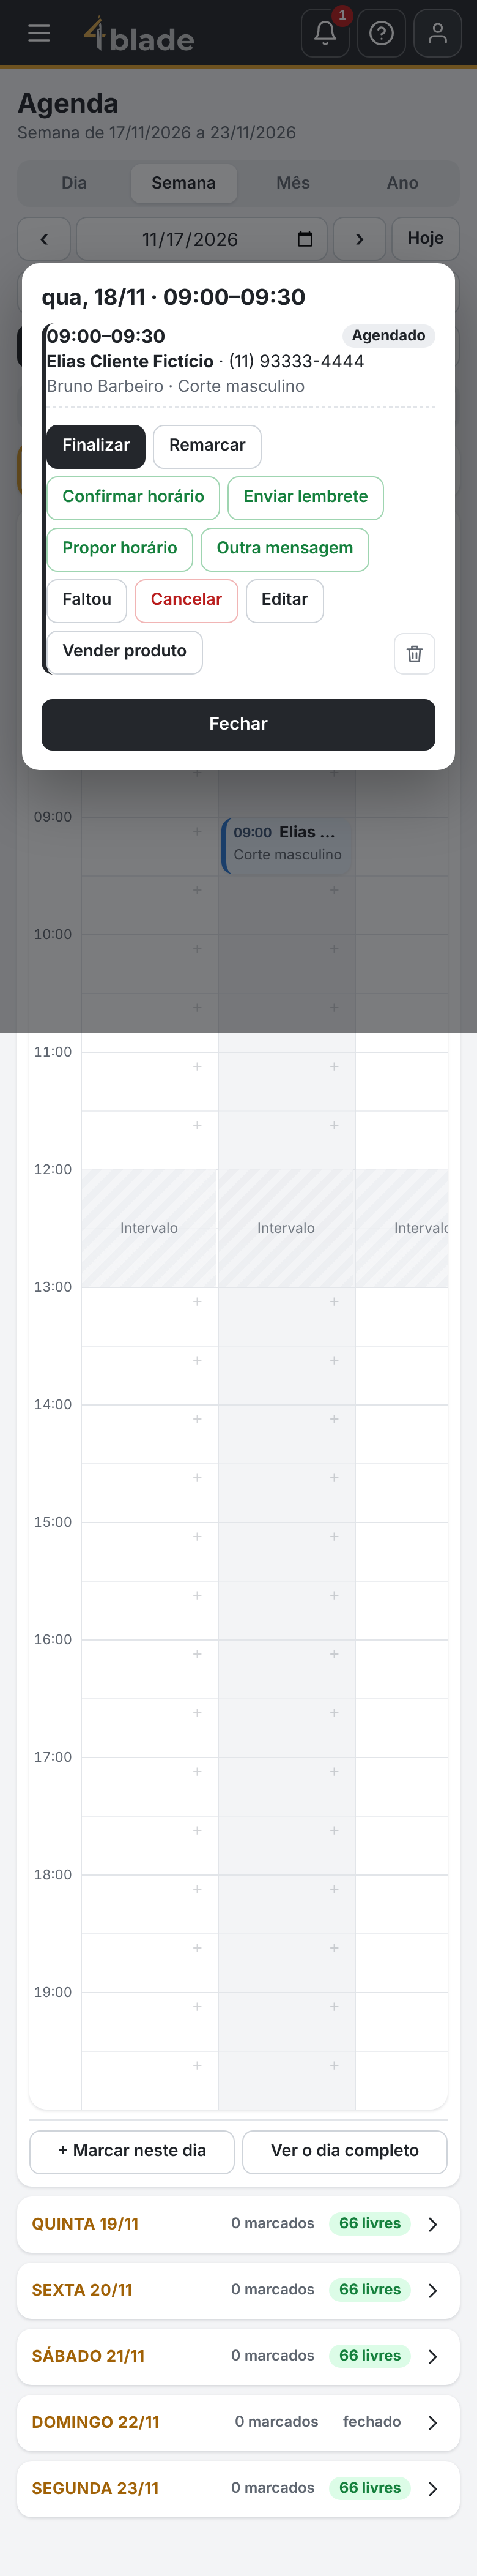 4blade
1
Agenda
Semana de 17/11/2026 a 23/11/2026
Dia Semana Mês Ano
‹ 11/17/2026 › Hoje
qua, 18/11 · 09:00–09:30
09:00–09:30 Agendado
Elias Cliente Fictício · (11) 93333-4444
Bruno Barbeiro · Corte masculino
Finalizar Remarcar
Confirmar horário Enviar lembrete
Propor horário Outra mensagem
Faltou Cancelar Editar
Vender produto
Fechar
+
09:00 + 09:00 Elias ...
Corte masculino
+ +
10:00 + +
+ +
11:00 + +
+ +
12:00
Intervalo Intervalo Intervalo
13:00 + +
+ +
14:00 + +
+ +
15:00 + +
+ +
16:00 + +
+ +
17:00 + +
+ +
18:00 + +
+ +
19:00 + +
+ +
+ Marcar neste dia Ver o dia completo
QUINTA 19/11 0 marcados 66 livres
SEXTA 20/11 0 marcados 66 livres
SÁBADO 21/11 0 marcados 66 livres
DOMINGO 22/11 0 marcados fechado
SEGUNDA 23/11 0 marcados 66 livres